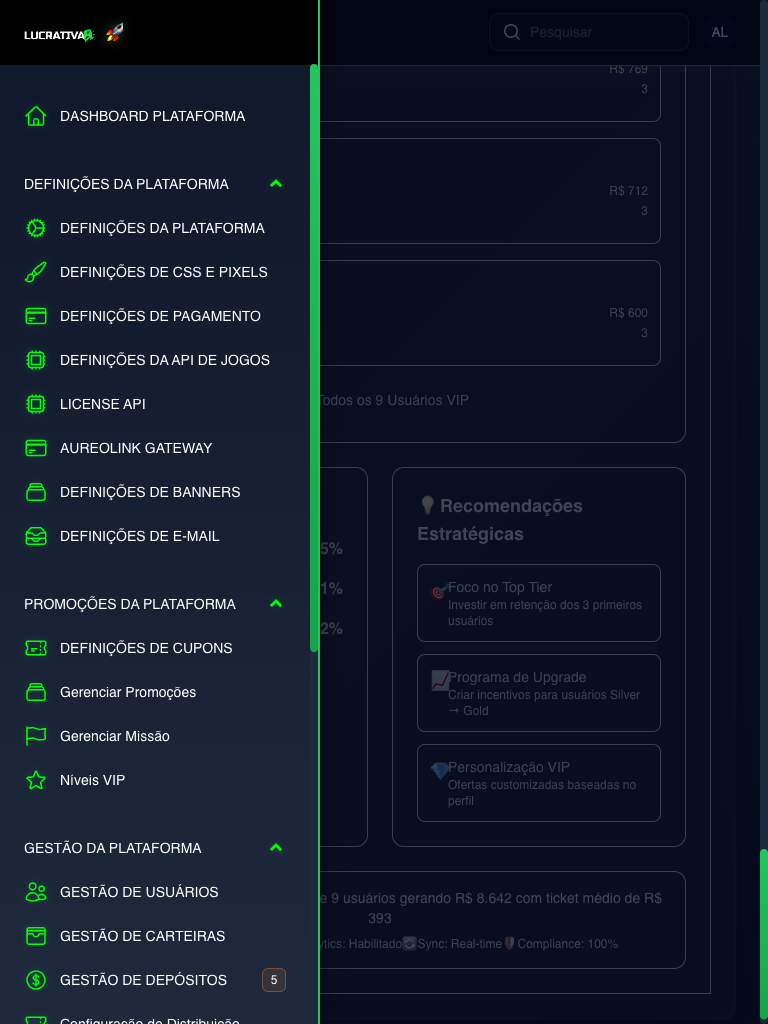 LUCRATIVA
Pesquisar
AL
DASHBOARD PLATAFORMA
DEFINIÇÕES DA PLATAFORMA
DEFINIÇÕES DA PLATAFORMA
DEFINIÇÕES DE CSS E PIXELS
DEFINIÇÕES DE PAGAMENTO
DEFINIÇÕES DA API DE JOGOS
LICENSE API
AUREOLINK GATEWAY
DEFINIÇÕES DE BANNERS
DEFINIÇÕES DE E-MAIL
PROMOÇÕES DA PLATAFORMA
DEFINIÇÕES DE CUPONS
Gerenciar Promoções
Gerenciar Missão
Níveis VIP
GESTÃO DA PLATAFORMA
GESTÃO DE USUÁRIOS
GESTÃO DE CARTEIRAS
GESTÃO DE DEPÓSITOS 5
Configuração de Distribuição
R$ 769
3
R$ 712
3
R$ 600
3
Todos os 9 Usuários VIP
5%
1%
2%
Recomendações
Estratégicas
Foco no Top Tier
Investir em retenção dos 3 primeiros
usuários
Programa de Upgrade
Criar incentivos para usuários Silver
→ Gold
Personalização VIP
Ofertas customizadas baseadas no
perfil
e 9 usuários gerando R$ 8.642 com ticket médio de R$
393
ytics: Habilitado Sync: Real-time Compliance: 100%